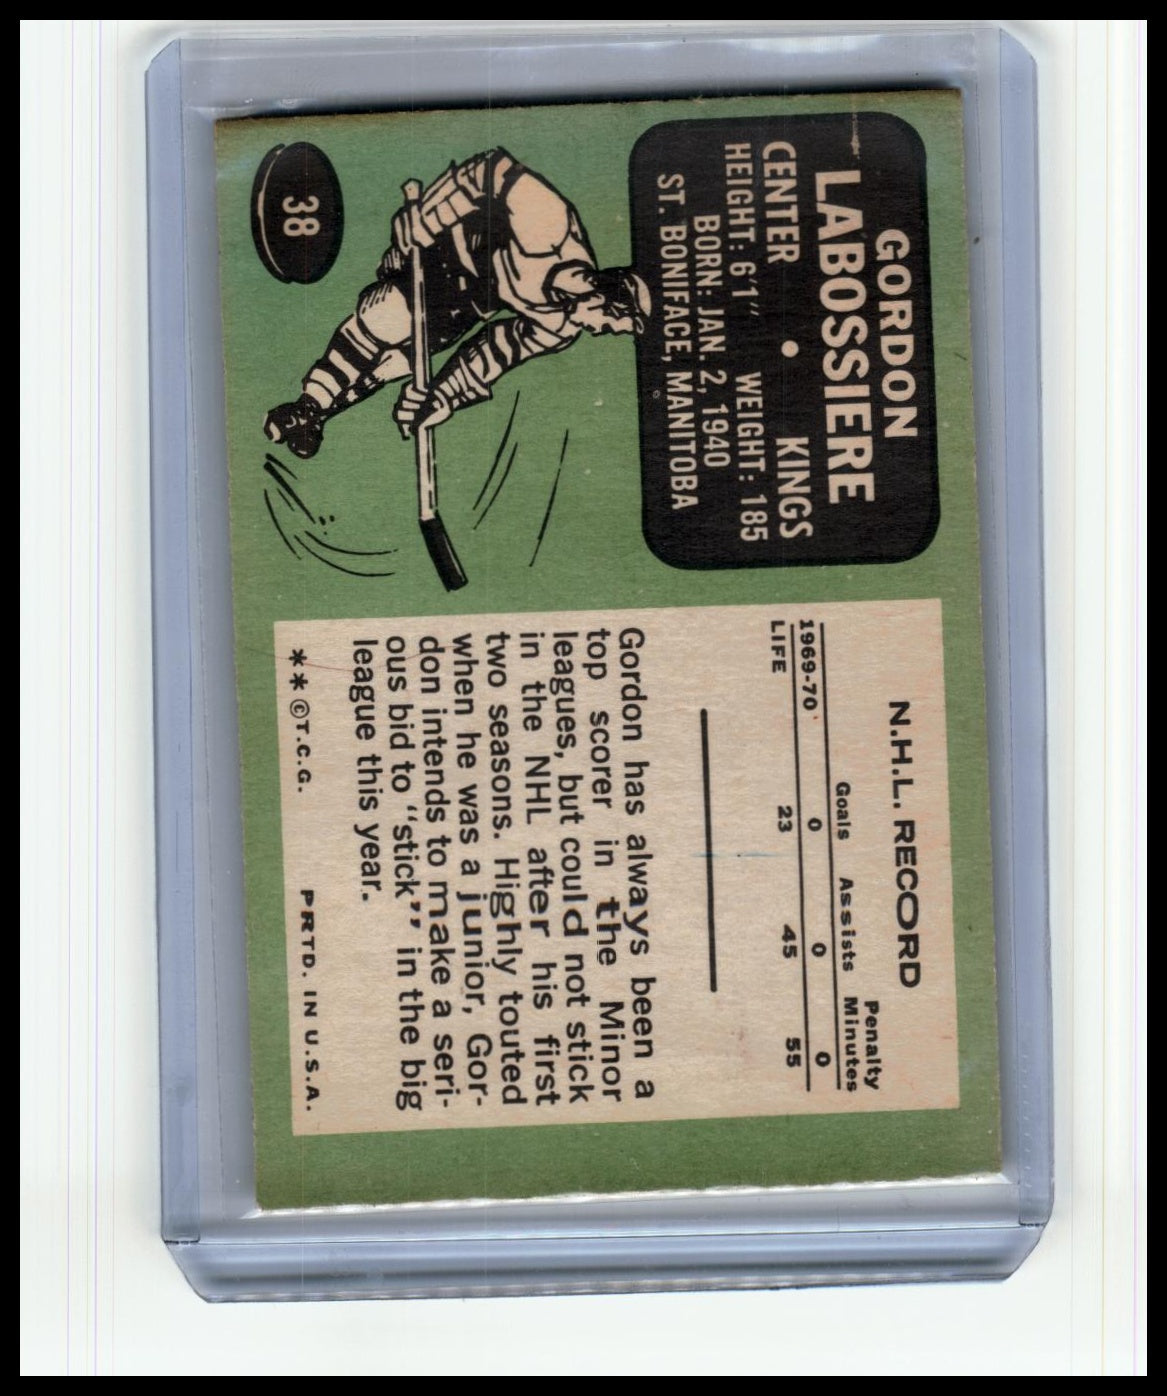 GORDON
LABOSSIERE
CENTER • KINGS
HEIGHT: 6'1" WEIGHT: 185
BORN: JAN. 2, 1940
ST. BONIFACE, MANITOBA
38
N.H.L. RECORD
Penalty
Goals Assists Minutes
1969-70 0 0 0
LIFE 23 45 55
Gordon has always been a
top scorer in the Minor
leagues, but could not stick
in the NHL after his first
two seasons. Highly touted
when he was a junior, Gor-
don intends to make a seri-
ous bid to "stick" in the big
league this year.
**©T.C.G. PRTD. IN U.S.A.